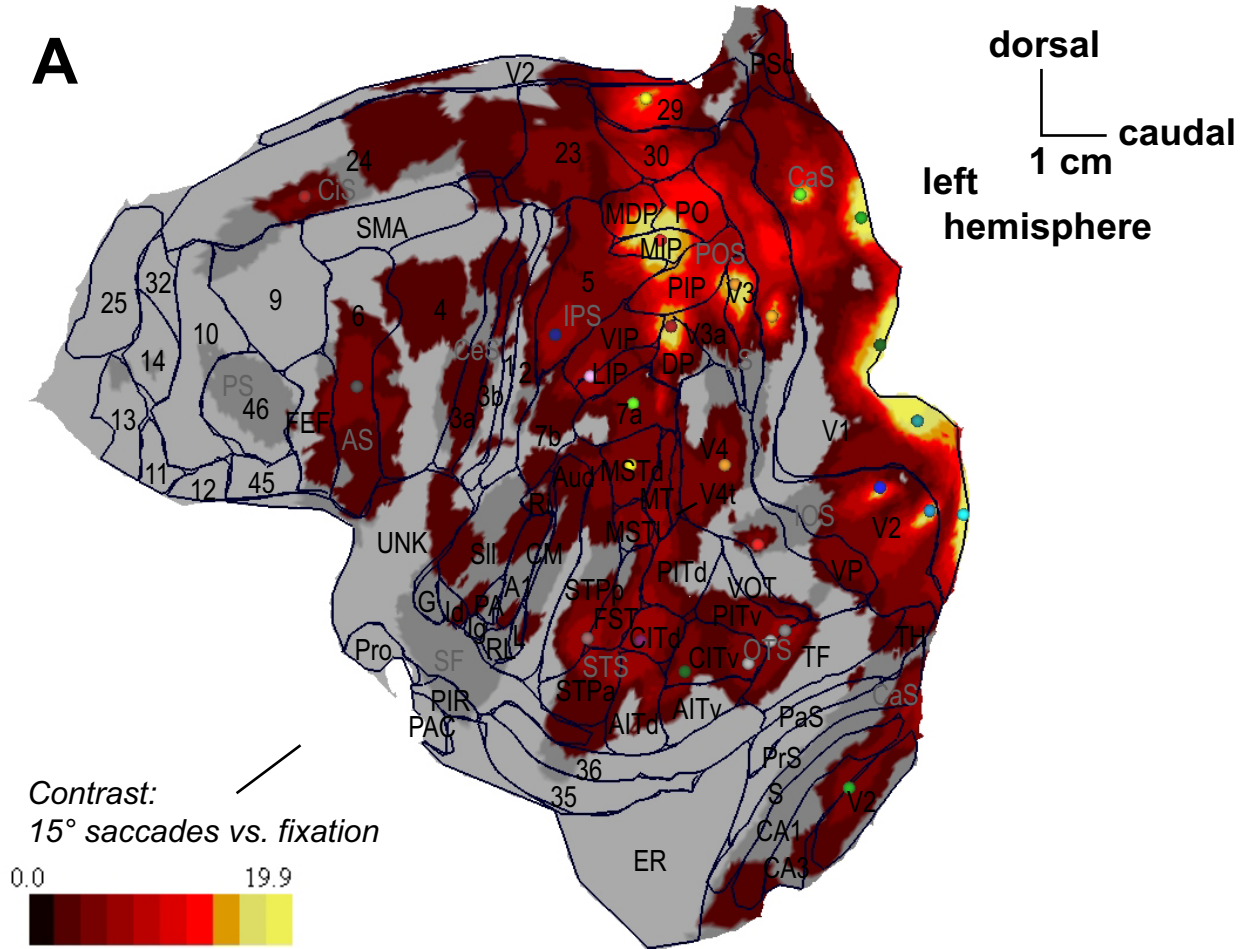 A
dorsal
caudal
1 cm
left
hemisphere
V2
PSd
29
24
23
30
CiS
CaS
SMA
MDP
PO
MIP
POS
32
25
9
5
PIP
V3
10
6
4
IPS
14
CeS
VIP
V3a
1
2
LIP
DP
LS
PS
46
3b
13
FEF
3a
7a
V1
AS
7b
V4
11
12
45
Aud
MSTd
RI
MT
V4t
IOS
V2
MSTl
UNK
SII
CM
PITd
VP
A1
STPp
VOT
G
Id
PA
FST
PITv
Ig
TH
Pro
RL
L
CITd
OTS
SF
STS
CITv
TF
STPa
CaS
PIR
AITd
AITv
PaS
PAC
PrS
36
35
S
V2
CA1
ER
CA3
Contrast:
15° saccades vs. fixation
0.0
19.9